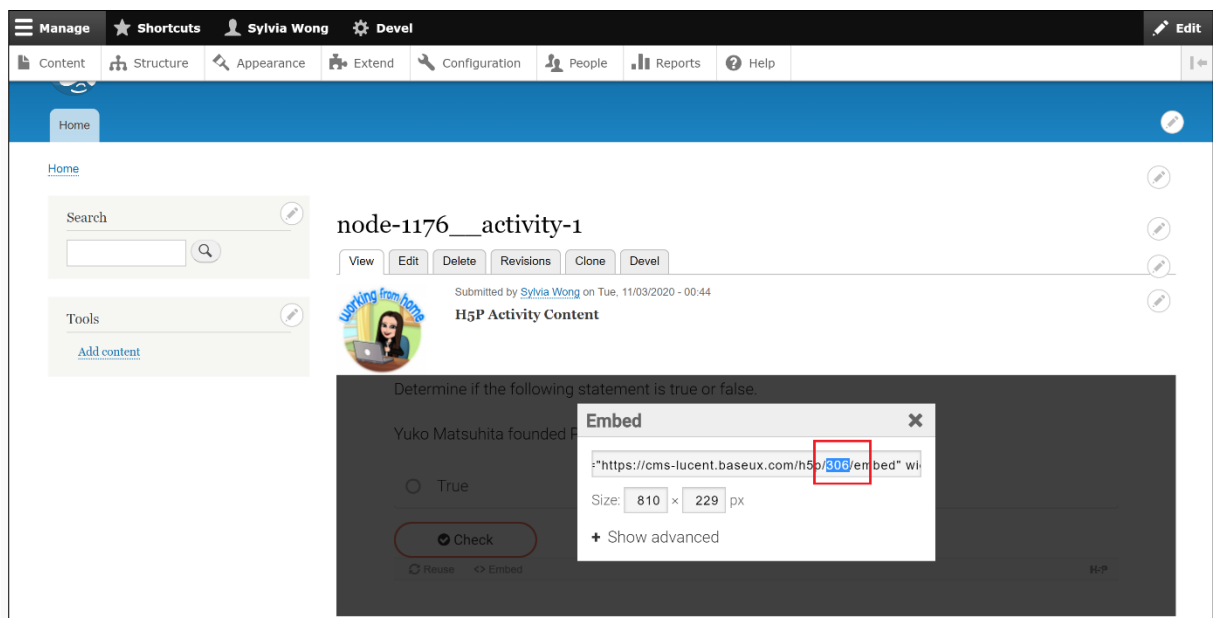 Manage Shortcuts Sylvia Wong Devel Edit
Content Structure Appearance Extend Configuration People Reports Help
Home
Home
Search
node-1176__activity-1
View Edit Delete Revisions Clone Devel
working from home
Submitted by Sylvia Wong on Tue, 11/03/2020 - 00:44
H5P Activity Content
Tools
Add content
Determine if the following statement is true or false.
Yuko Matsuhita founded
Embed
="https://cms-lucent.baseux.com/h5p/306/embed" wi
Size: 810 × 229 px
+ Show advanced
True
Check
Reuse <> Embed
H5P